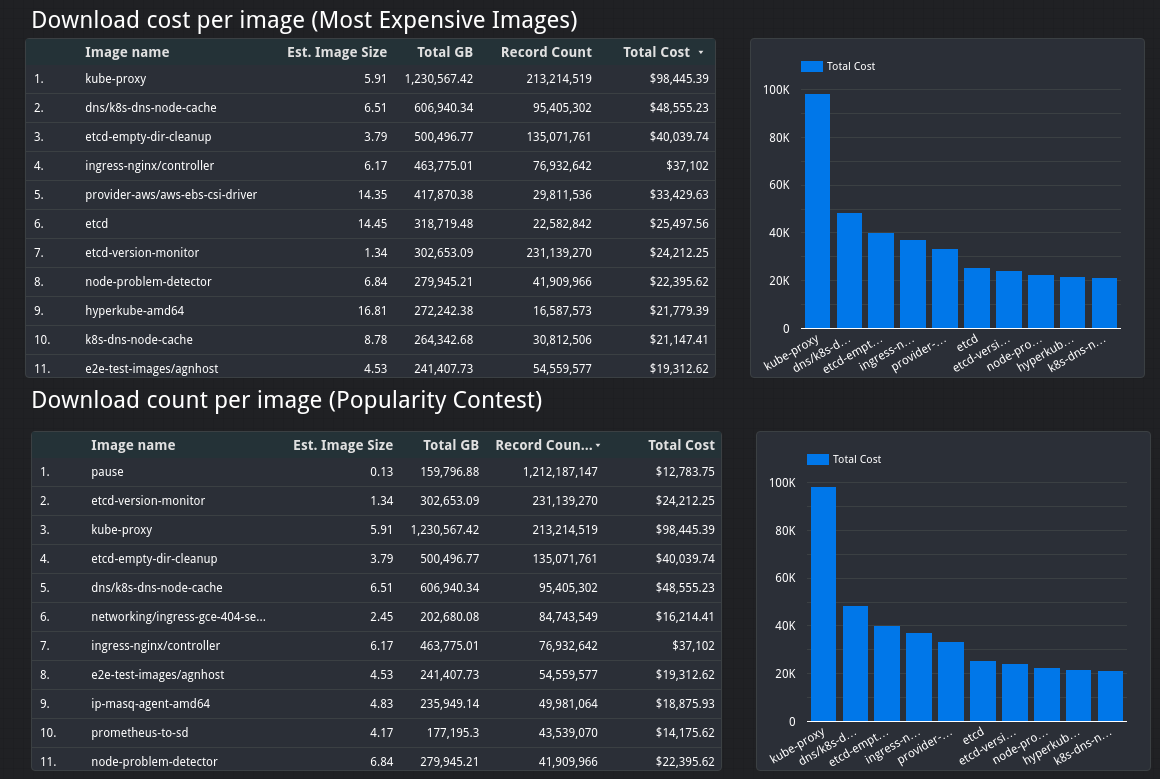 Download cost per image (Most Expensive Images)
Image name Est. Image Size Total GB Record Count Total Cost
1. kube-proxy 5.91 1,230,567.42 213,214,519 $98,445.39
2. dns/k8s-dns-node-cache 6.51 606,940.34 95,405,302 $48,555.23
3. etcd-empty-dir-cleanup 3.79 500,496.77 135,071,761 $40,039.74
4. ingress-nginx/controller 6.17 463,775.01 76,932,642 $37,102
5. provider-aws/aws-ebs-csi-driver 14.35 417,870.38 29,811,536 $33,429.63
6. etcd 14.45 318,719.48 22,582,842 $25,497.56
7. etcd-version-monitor 1.34 302,653.09 231,139,270 $24,212.25
8. node-problem-detector 6.84 279,945.21 41,909,966 $22,395.62
9. hyperkube-amd64 16.81 272,242.38 16,587,573 $21,779.39
10. k8s-dns-node-cache 8.78 264,342.68 30,812,506 $21,147.41
11. e2e-test-images/agnhost 4.53 241,407.73 54,559,577 $19,312.62
Total Cost
100K
80K
60K
40K
20K
0
kube-proxy dns/k8s-d... etcd-empt... ingress-n... provider-... etcd etcd-versi... node-pro... hyperkub... k8s-dns-n...
Download count per image (Popularity Contest)
Image name Est. Image Size Total GB Record Coun... Total Cost
1. pause 0.13 159,796.88 1,212,187,147 $12,783.75
2. etcd-version-monitor 1.34 302,653.09 231,139,270 $24,212.25
3. kube-proxy 5.91 1,230,567.42 213,214,519 $98,445.39
4. etcd-empty-dir-cleanup 3.79 500,496.77 135,071,761 $40,039.74
5. dns/k8s-dns-node-cache 6.51 606,940.34 95,405,302 $48,555.23
6. networking/ingress-gce-404-se... 2.45 202,680.08 84,743,549 $16,214.41
7. ingress-nginx/controller 6.17 463,775.01 76,932,642 $37,102
8. e2e-test-images/agnhost 4.53 241,407.73 54,559,577 $19,312.62
9. ip-masq-agent-amd64 4.83 235,949.14 49,981,064 $18,875.93
10. prometheus-to-sd 4.17 177,195.3 43,539,070 $14,175.62
11. node-problem-detector 6.84 279,945.21 41,909,966 $22,395.62
Total Cost
100K
80K
60K
40K
20K
0
kube-proxy dns/k8s-d... etcd-empt... ingress-n... provider-... etcd etcd-versi... node-pro... hyperkub... k8s-dns-n...